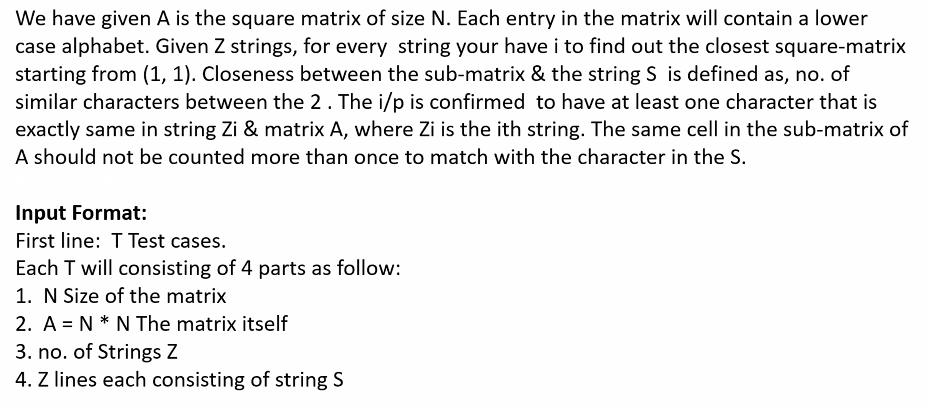 We have given A is the square matrix of size N. Each entry in the matrix will contain a lower
case alphabet. Given Z strings, for every string your have i to find out the closest square-matrix
starting from (1, 1). Closeness between the sub-matrix & the string S is defined as, no. of
similar characters between the 2 . The i/p is confirmed to have at least one character that is
exactly same in string Zi & matrix A, where Zi is the ith string. The same cell in the sub-matrix of
A should not be counted more than once to match with the character in the S.
Input Format:
First line: T Test cases.
Each T will consisting of 4 parts as follow:
1. N Size of the matrix
2. A = N * N The matrix itself
3. no. of Strings Z
4. Z lines each consisting of string S